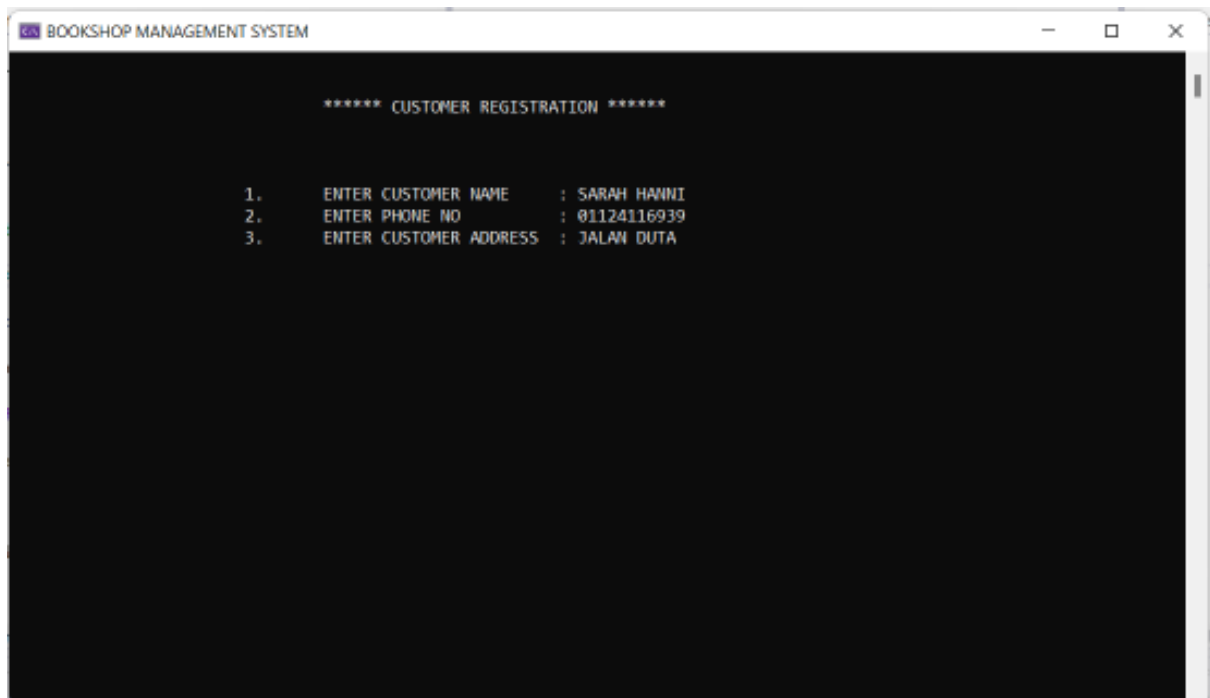 BOOKSHOP MANAGEMENT SYSTEM
****** CUSTOMER REGISTRATION ******
1. ENTER CUSTOMER NAME : SARAH HANNI
2. ENTER PHONE NO : 01124116939
3. ENTER CUSTOMER ADDRESS : JALAN DUTA